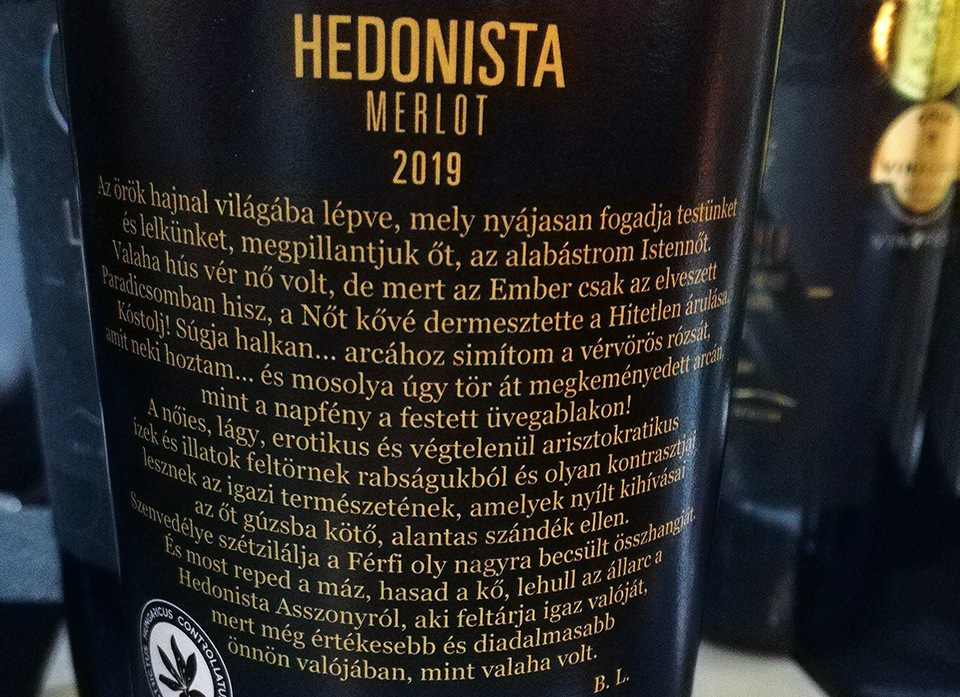 HEDONISTA
MERLOT
2019
Az örök hajnal világába lépve, mely nyájasan fogadja testünket
és lelkünket, megpillantjuk őt, az alabástrom Istennőt.
Valaha hús vér nő volt, de mert az Ember csak az elveszett
Paradicsomban hisz, a Nőt kővé dermesztette a Hitetlen árulása.
Kóstolj! Súgja halkan... arcához simítom a vérvörös rózsát,
amit neki hoztam... és mosolya úgy tör át megkeményedett arcán,
mint a napfény a festett üvegablakon!
A nőies, lágy, erotikus és végtelenül arisztokratikus
ízek és illatok feltörnek rabságukból és olyan kontrasztjai
lesznek az igazi természetének, amelyek nyílt kihívásai
az őt gúzsba kötő, alantas szándék ellen.
Szenvedélye szétzilálja a Férfi oly nagyra becsült összhangját.
És most reped a máz, hasad a kő, lehull az állarc a
Hedonista Asszonyról, aki feltárja igaz valóját,
mert még értékesebb és diadalmasabb
önnön valójában, mint valaha volt.
B. L.
HUNGARICUS CONTROLLATUS